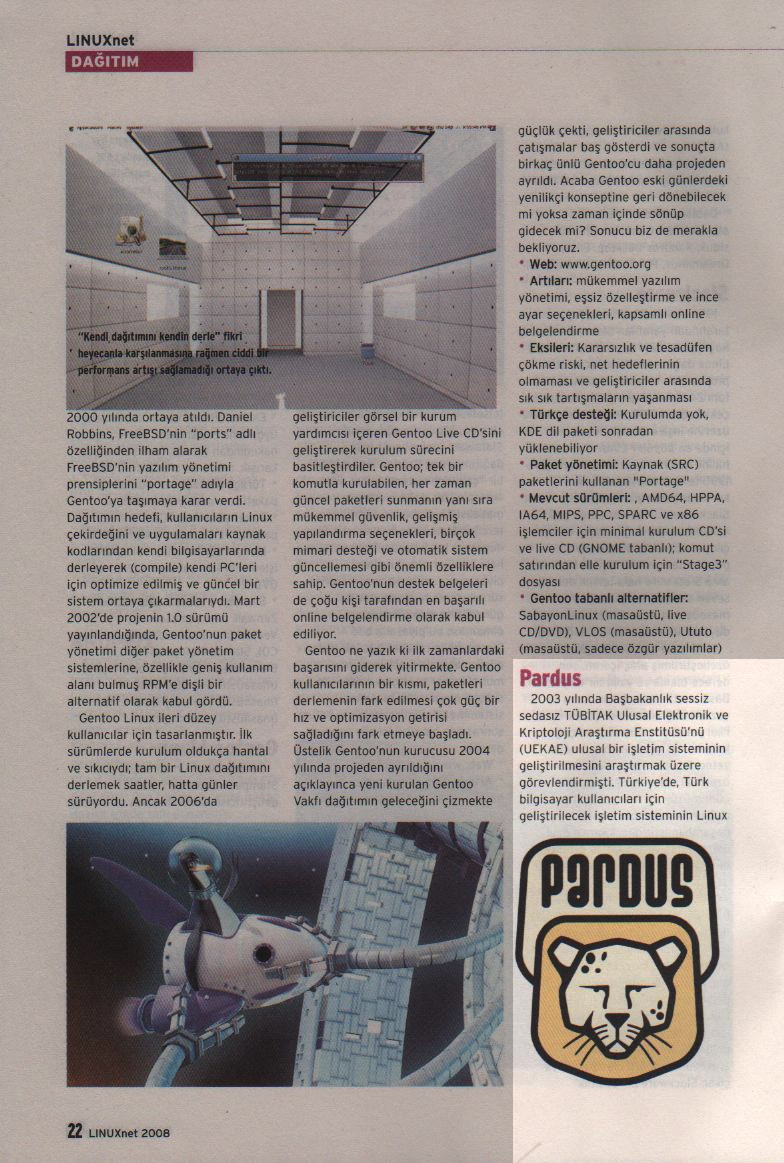 LINUXnet
DAĞITIM
"Kendi dağıtımını kendin derle" fikri
heyecanla karşılanmasına rağmen ciddi bir
performans artışı sağlamadığı ortaya çıktı.
2000 yılında ortaya atıldı. Daniel
Robbins, FreeBSD'nin "ports" adlı
özelliğinden ilham alarak
FreeBSD'nin yazılım yönetimi
prensiplerini "portage" adıyla
Gentoo'ya taşımaya karar verdi.
Dağıtımın hedefi, kullanıcıların Linux
çekirdeğini ve uygulamaları kaynak
kodlarından kendi bilgisayarlarında
derleyerek (compile) kendi PC'leri
için optimize edilmiş ve güncel bir
sistem ortaya çıkarmalarıydı. Mart
2002'de projenin 1.0 sürümü
yayınlandığında, Gentoo'nun paket
yönetimi diğer paket yönetim
sistemlerine, özellikle geniş kullanım
alanı bulmuş RPM'e dişli bir
alternatif olarak kabul gördü.
Gentoo Linux ileri düzey
kullanıcılar için tasarlanmıştır. İlk
sürümlerde kurulum oldukça hantal
ve sıkıcıydı; tam bir Linux dağıtımını
derlemek saatler, hatta günler
sürüyordu. Ancak 2006'da
geliştiriciler görsel bir kurum
yardımcısı içeren Gentoo Live CD'sini
geliştirerek kurulum sürecini
basitleştirdiler. Gentoo; tek bir
komutla kurulabilen, her zaman
güncel paketleri sunmanın yanı sıra
mükemmel güvenlik, gelişmiş
yapılandırma seçenekleri, birçok
mimari desteği ve otomatik sistem
güncellemesi gibi önemli özelliklere
sahip. Gentoo'nun destek belgeleri
de çoğu kişi tarafından en başarılı
online belgelendirme olarak kabul
ediliyor.
Gentoo ne yazık ki ilk zamanlardaki
başarısını giderek yitirmekte. Gentoo
kullanıcılarının bir kısmı, paketleri
derlemenin fark edilmesi çok güç bir
hız ve optimizasyon getirisi
sağladığını fark etmeye başladı.
Üstelik Gentoo'nun kurucusu 2004
yılında projeden ayrıldığını
açıklayınca yeni kurulan Gentoo
Vakfı dağıtımın geleceğini çizmekte
güçlük çekti, geliştiriciler arasında
çatışmalar baş gösterdi ve sonuçta
birkaç ünlü Gentoo'cu daha projeden
ayrıldı. Acaba Gentoo eski günlerdeki
yenilikçi konseptine geri dönebilecek
mi yoksa zaman içinde sönüp
gidecek mi? Sonucu biz de merakla
bekliyoruz.
* Web: www.gentoo.org
* Artıları: mükemmel yazılım
yönetimi, eşsiz özelleştirme ve ince
ayar seçenekleri, kapsamlı online
belgelendirme
* Eksileri: Kararsızlık ve tesadüfen
çökme riski, net hedeflerinin
olmaması ve geliştiriciler arasında
sık sık tartışmaların yaşanması
* Türkçe desteği: Kurulumda yok,
KDE dil paketi sonradan
yüklenebiliyor
* Paket yönetimi: Kaynak (SRC)
paketlerini kullanan "Portage"
* Mevcut sürümleri: , AMD64, HPPA,
IA64, MIPS, PPC, SPARC ve x86
işlemciler için minimal kurulum CD'si
ve live CD (GNOME tabanlı); komut
satırından elle kurulum için "Stage3"
dosyası
* Gentoo tabanlı alternatifler:
SabayonLinux (masaüstü, live
CD/DVD), VLOS (masaüstü), Ututo
(masaüstü, sadece özgür yazılımlar)
Pardus
2003 yılında Başbakanlık sessiz
sedasız TÜBİTAK Ulusal Elektronik ve
Kriptoloji Araştırma Enstitüsü'nü
(UEKAE) ulusal bir işletim sisteminin
geliştirilmesini araştırmak üzere
görevlendirmişti. Türkiye'de, Türk
bilgisayar kullanıcıları için
geliştirilecek işletim sisteminin Linux
Pardus
22 LINUXnet 2008